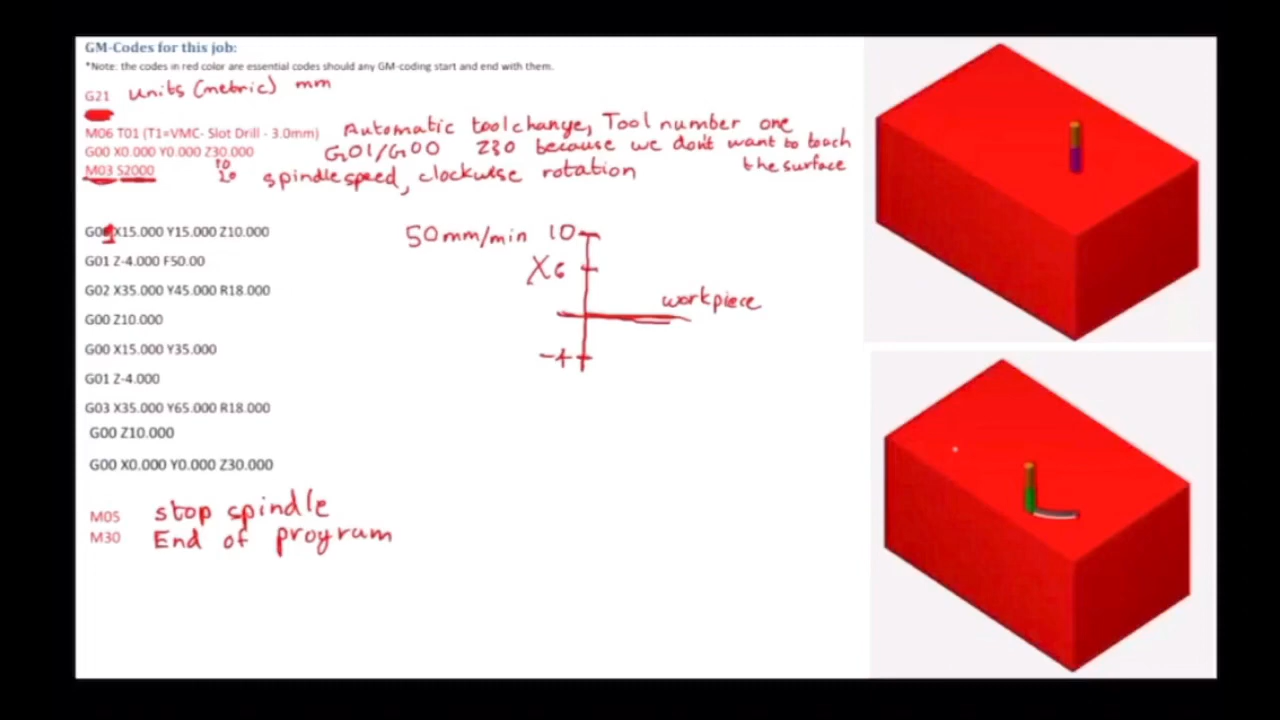 GM-Codes for this job:
*Note: the codes in red color are essential codes should any GM-coding start and end with them.
G21 units (metric) mm
M06 T01 (T1=VMC- Slot Drill - 3.0mm) Automatic toolchange, Tool number one
G00 X0.000 Y0.000 Z30.000 G01/G00 Z30 because we don't want to touch
the surface
10
M03 S2000 20 spindle speed, clockwise rotation
X15.000 Y15.000 Z10.000 50mm/min 10
G01 Z-4.000 F50.00 X6
G02 X35.000 Y45.000 R18.000 workpiece
G00 Z10.000
G00 X15.000 Y35.000 -4
G01 Z-4.000
G03 X35.000 Y65.000 R18.000
G00 Z10.000
G00 X0.000 Y0.000 Z30.000
M05 stop spindle
M30 End of program